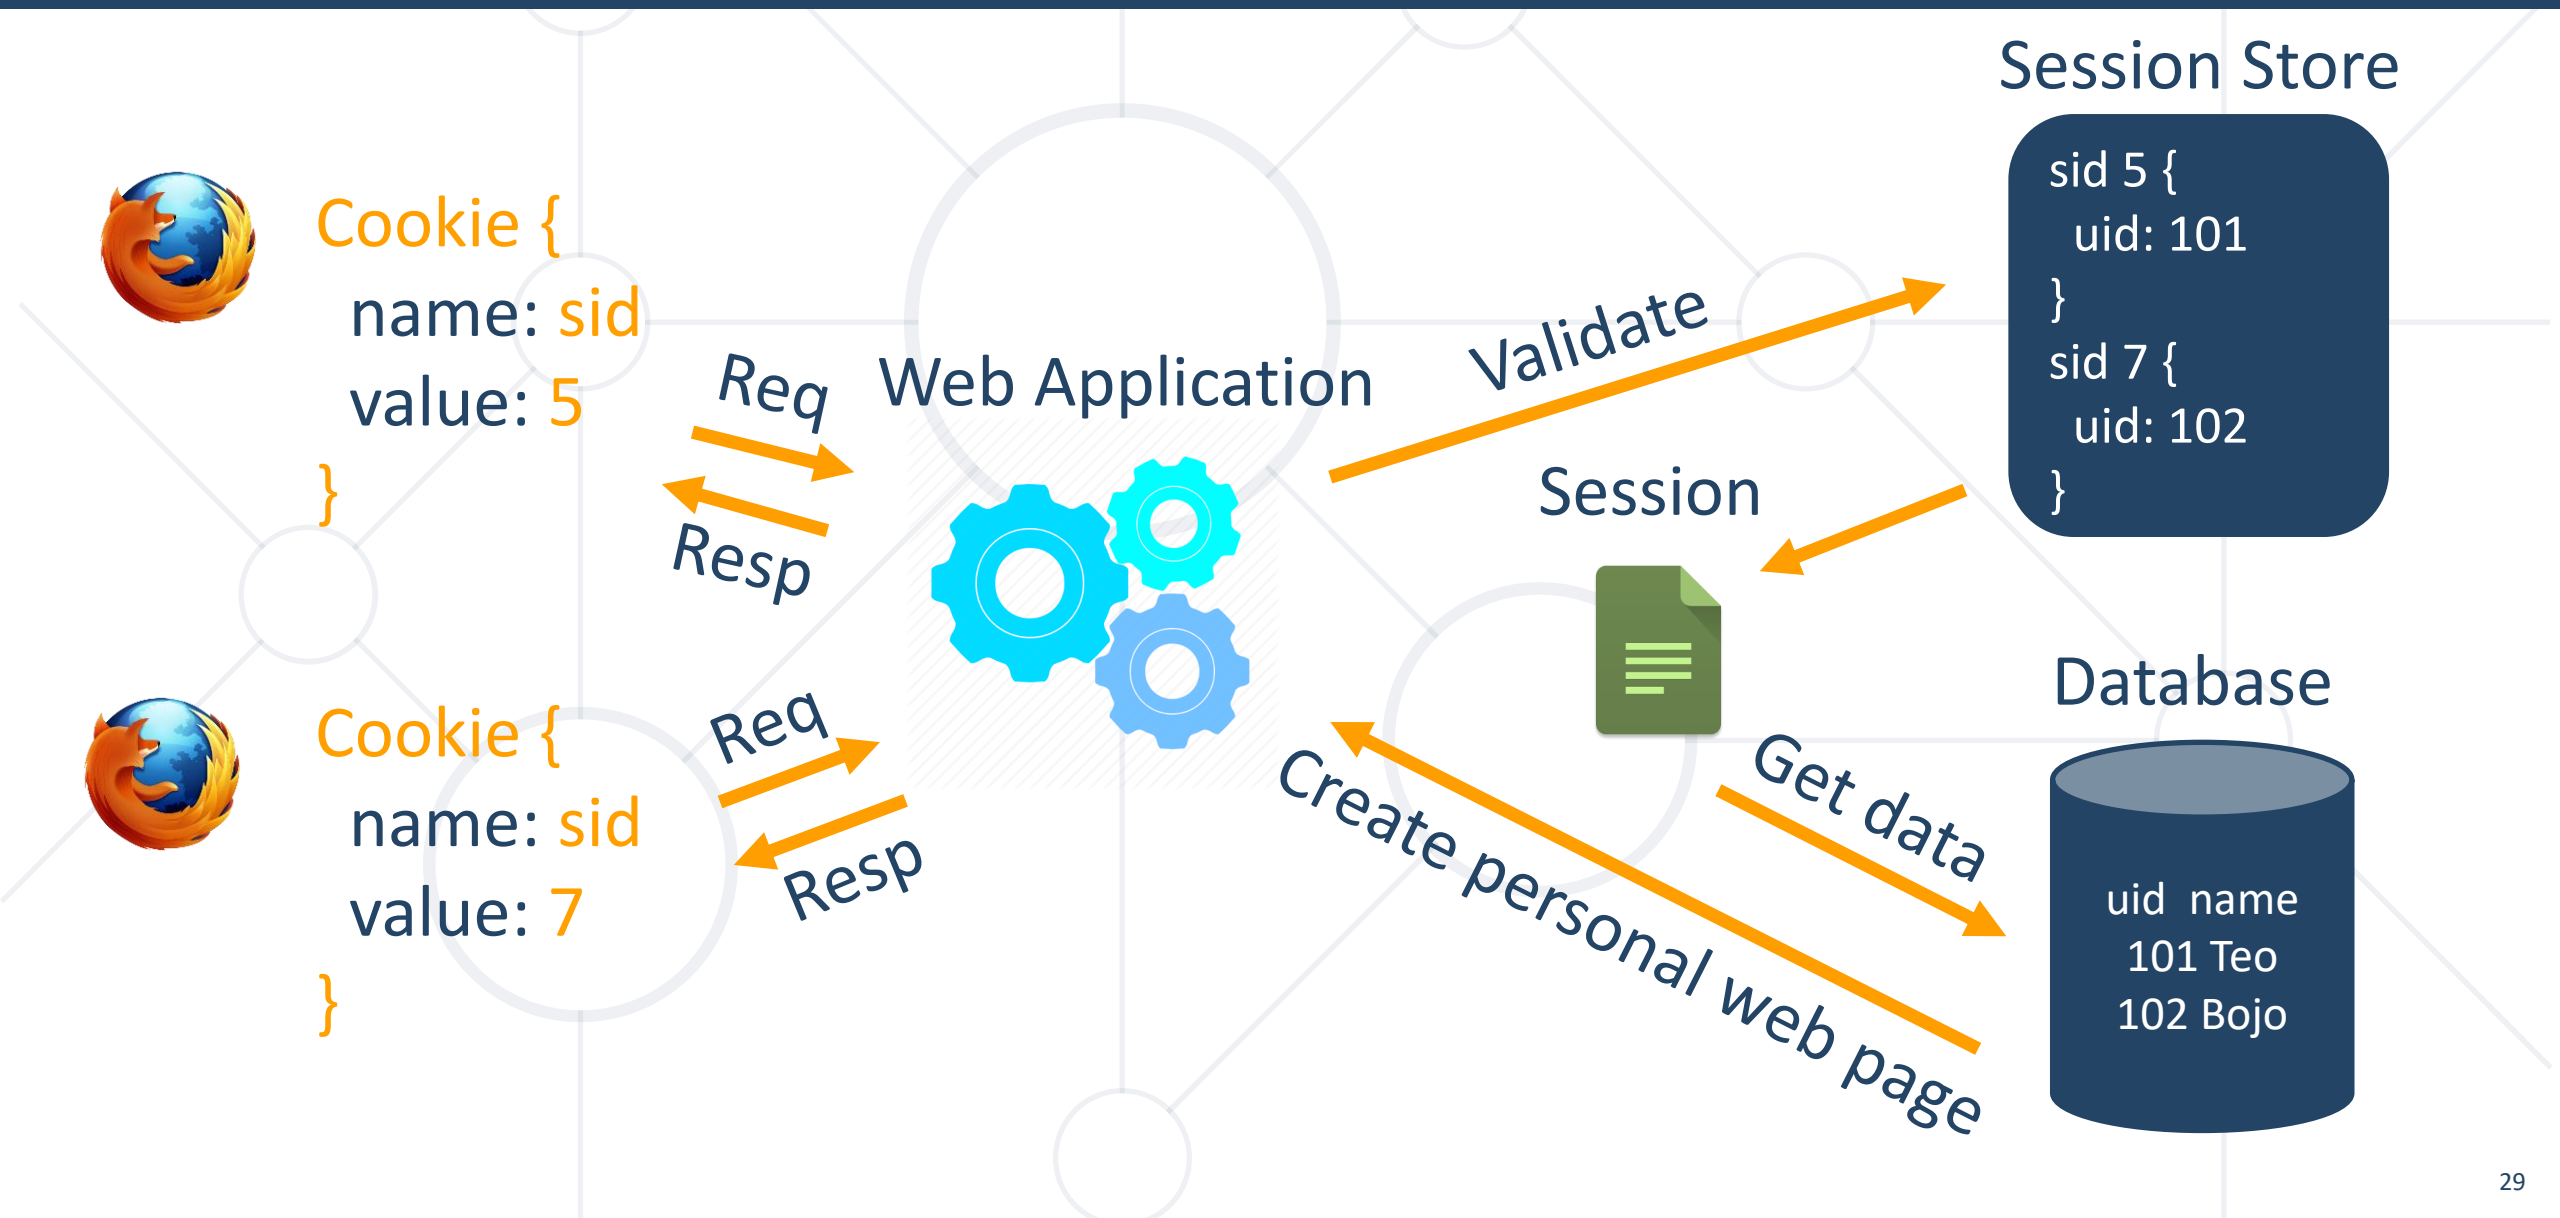 Session Store
sid 5 {
uid: 101
}
sid 7 {
uid: 102
}
Cookie {
name: sid
value: 5
}
Req
Resp
Web Application
Validate
Session
Cookie {
name: sid
value: 7
}
Req
Resp
Get data
Create personal web page
Database
uid name
101 Teo
102 Bojo
29